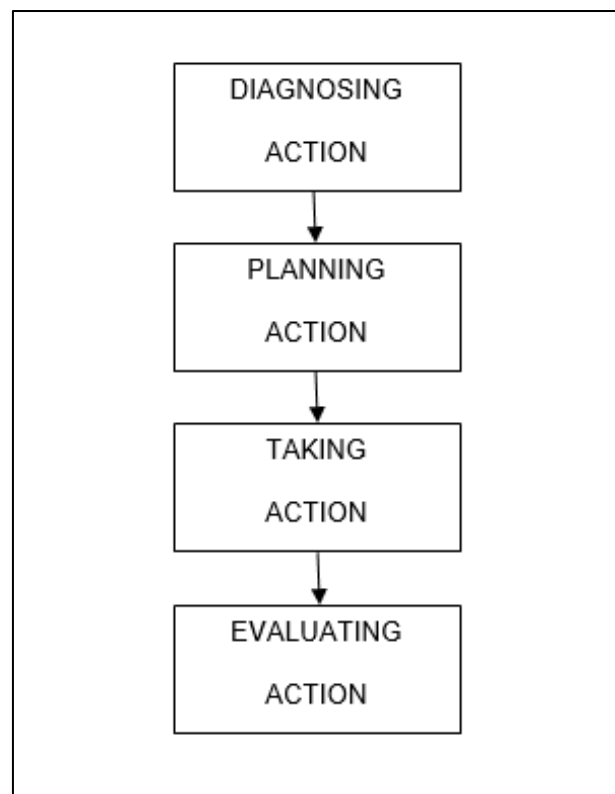 DIAGNOSING
ACTION
PLANNING
ACTION
TAKING
ACTION
EVALUATING
ACTION